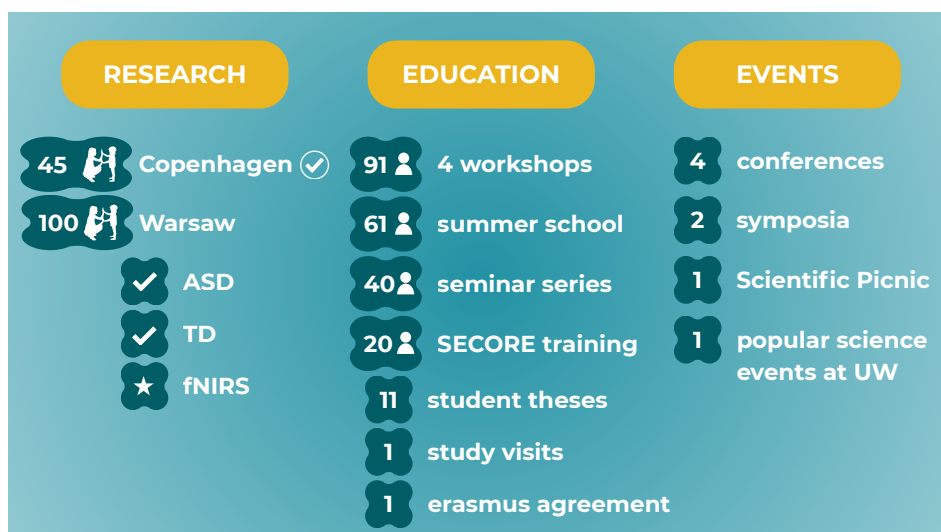 RESEARCH
45 Copenhagen
100 Warsaw
ASD
TD
fNIRS
EDUCATION
91 4 workshops
61 summer school
40 seminar series
20 SECORE training
11 student theses
1 study visits
1 erasmus agreement
EVENTS
4 conferences
2 symposia
1 Scientific Picnic
1 popular science
events at UW